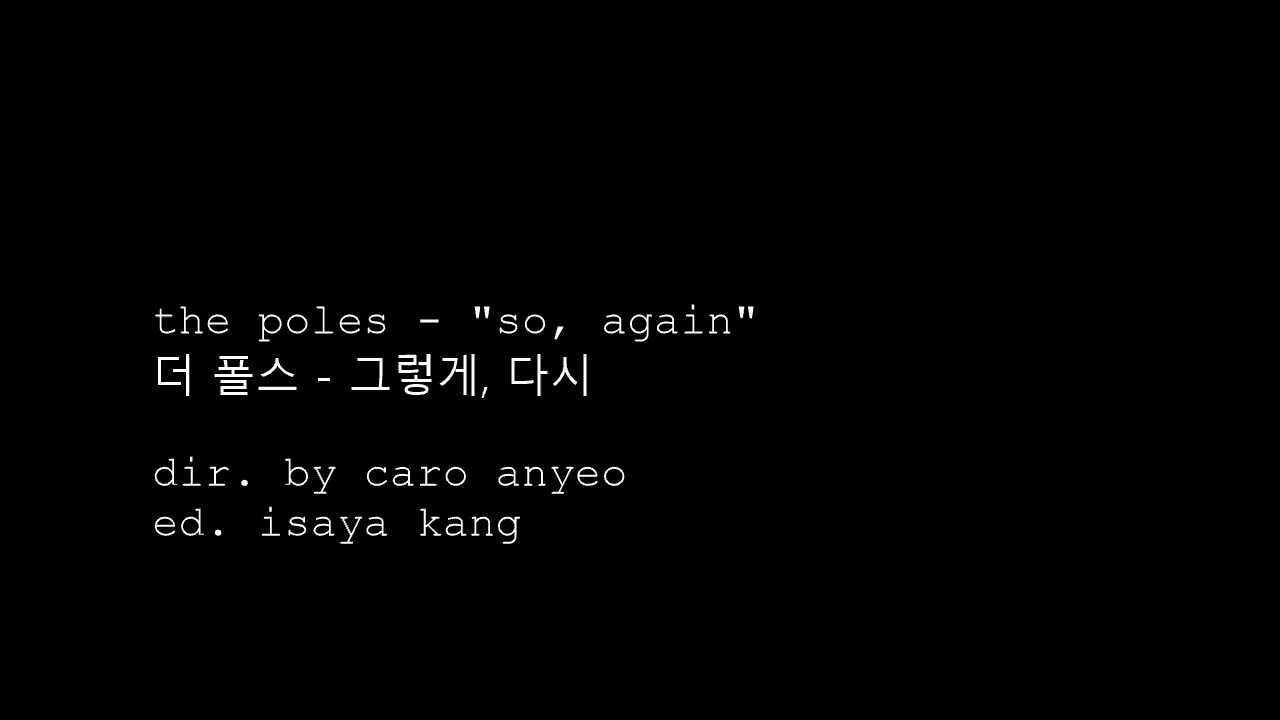 the poles - "so, again"
더 폴스 - 그렇게, 다시
dir. by caro anyeo
ed. isaya kang